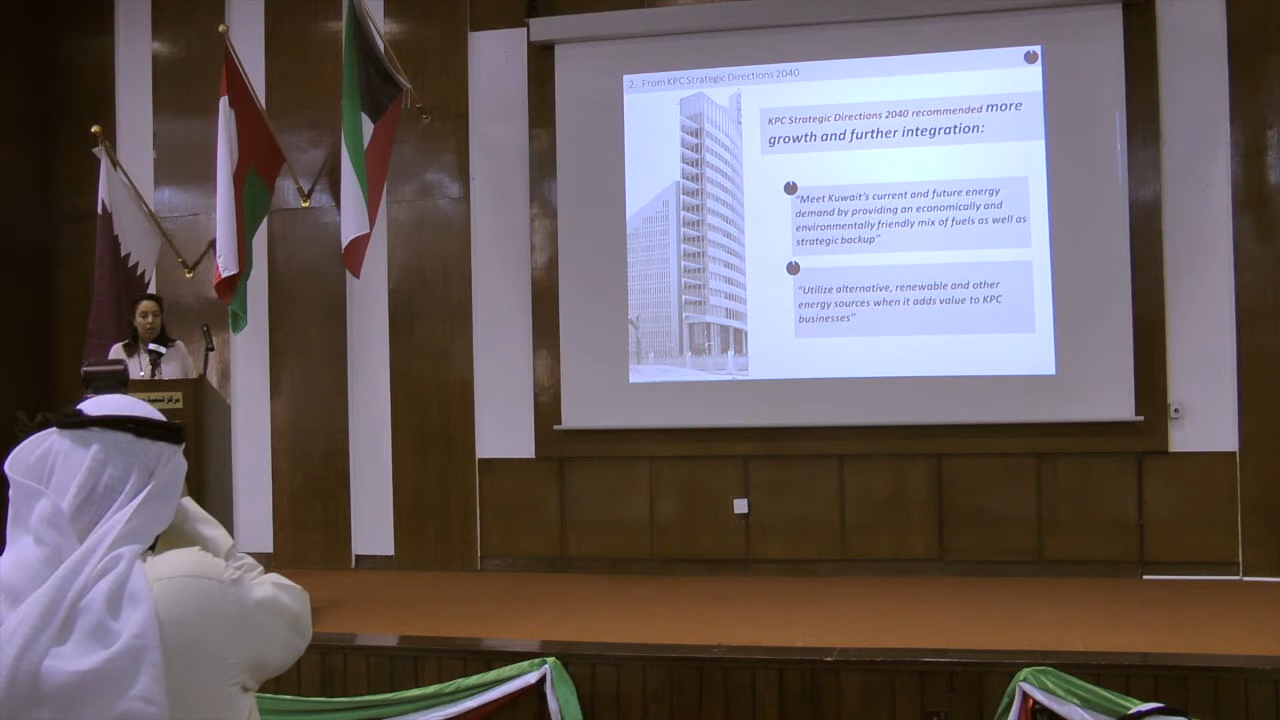 2. From KPC Strategic Directions 2040
KPC Strategic Directions 2040 recommended more
growth and further integration:
"Meet Kuwait's current and future energy
demand by providing an economically and
environmentally friendly mix of fuels as well as
strategic backup"
"Utilize alternative, renewable and other
energy sources when it adds value to KPC
businesses"
مركز تنمية